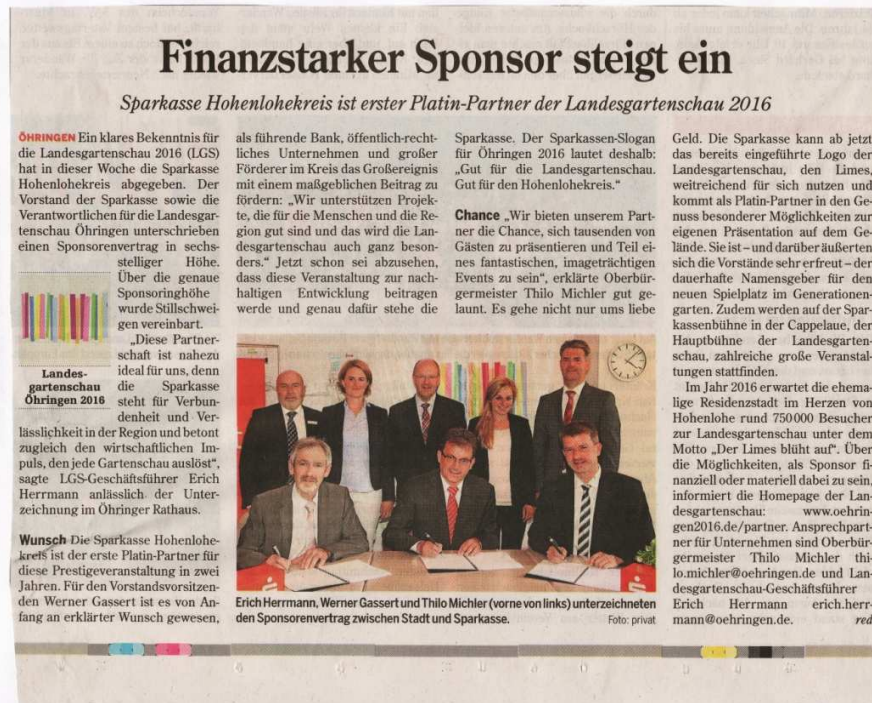 Finanzstarker Sponsor steigt ein
Sparkasse Hohenlohekreis ist erster Platin-Partner der Landesgartenschau 2016
ÖHRINGEN Ein klares Bekenntnis für
die Landesgartenschau 2016 (LGS)
hat in dieser Woche die Sparkasse
Hohenlohekreis abgegeben. Der
Vorstand der Sparkasse sowie die
Verantwortlichen für die Landesgar-
tenschau Öhringen unterschrieben
einen Sponsorenvertrag in sechs-
stelliger Höhe.
Über die genaue
Sponsoringhöhe
wurde Stillschwei-
gen vereinbart.
„Diese Partner-
schaft ist nahezu
ideal für uns, denn
die Sparkasse
steht für Verbun-
denheit und Ver-
lässlichkeit in der Region und betont
zugleich den wirtschaftlichen Im-
puls, den jede Gartenschau auslöst",
sagte LGS-Geschäftsführer Erich
Herrmann anlässlich der Unter-
zeichnung im Öhringer Rathaus.
Landes-
gartenschau
Öhringen 2016
Wunsch Die Sparkasse Hohenlohe-
kreis ist der erste Platin-Partner für
diese Prestigeveranstaltung in zwei
Jahren. Für den Vorstandsvorsitzen-
den Werner Gassert ist es von An-
fang an erklärter Wunsch gewesen,
als führende Bank, öffentlich-recht-
liches Unternehmen und großer
Förderer im Kreis das Großereignis
mit einem maßgeblichen Beitrag zu
fördern: „Wir unterstützen Projek-
te, die für die Menschen und die Re-
gion gut sind und das wird die Lan-
desgartenschau auch ganz beson-
ders." Jetzt schon sei abzusehen,
dass diese Veranstaltung zur nach-
haltigen Entwicklung beitragen
werde und genau dafür stehe die
Sparkasse. Der Sparkassen-Slogan
für Öhringen 2016 lautet deshalb:
„Gut für die Landesgartenschau.
Gut für den Hohenlohekreis."
Chance „Wir bieten unserem Part-
ner die Chance, sich tausenden von
Gästen zu präsentieren und Teil ei-
nes fantastischen, imageträchtigen
Events zu sein", erklärte Oberbür-
germeister Thilo Michler gut ge-
launt. Es gehe nicht nur ums liebe
Geld. Die Sparkasse kann ab jetzt
das bereits eingeführte Logo der
Landesgartenschau, den Limes,
weitreichend für sich nutzen und
kommt als Platin-Partner in den Ge-
nuss besonderer Möglichkeiten zur
eigenen Präsentation auf dem Ge-
lände. Sie ist – und darüber äußerten
sich die Vorstände sehr erfreut – der
dauerhafte Namensgeber für den
neuen Spielplatz im Generationen-
garten. Zudem werden auf der Spar-
kassenbühne in der Cappelaue, der
Hauptbühne der Landesgarten-
schau, zahlreiche große Veranstal-
tungen stattfinden.
Im Jahr 2016 erwartet die ehema-
lige Residenzstadt im Herzen von
Hohenlohe rund 750000 Besucher
zur Landesgartenschau unter dem
Motto „Der Limes blüht auf". Über
die Möglichkeiten, als Sponsor fi-
nanziell oder materiell dabei zu sein,
informiert die Homepage der Lan-
desgartenschau: www.oehrin-
gen2016.de/partner. Ansprechpart-
ner für Unternehmen sind Oberbür-
germeister Thilo Michler thi-
lo.michler@oehringen.de und Lan-
desgartenschau-Geschäftsführer
Erich Herrmann erich.herr-
mann@oehringen.de. red
Erich Herrmann, Werner Gassert und Thilo Michler (vorne von links) unterzeichneten
den Sponsorenvertrag zwischen Stadt und Sparkasse. Foto: privat